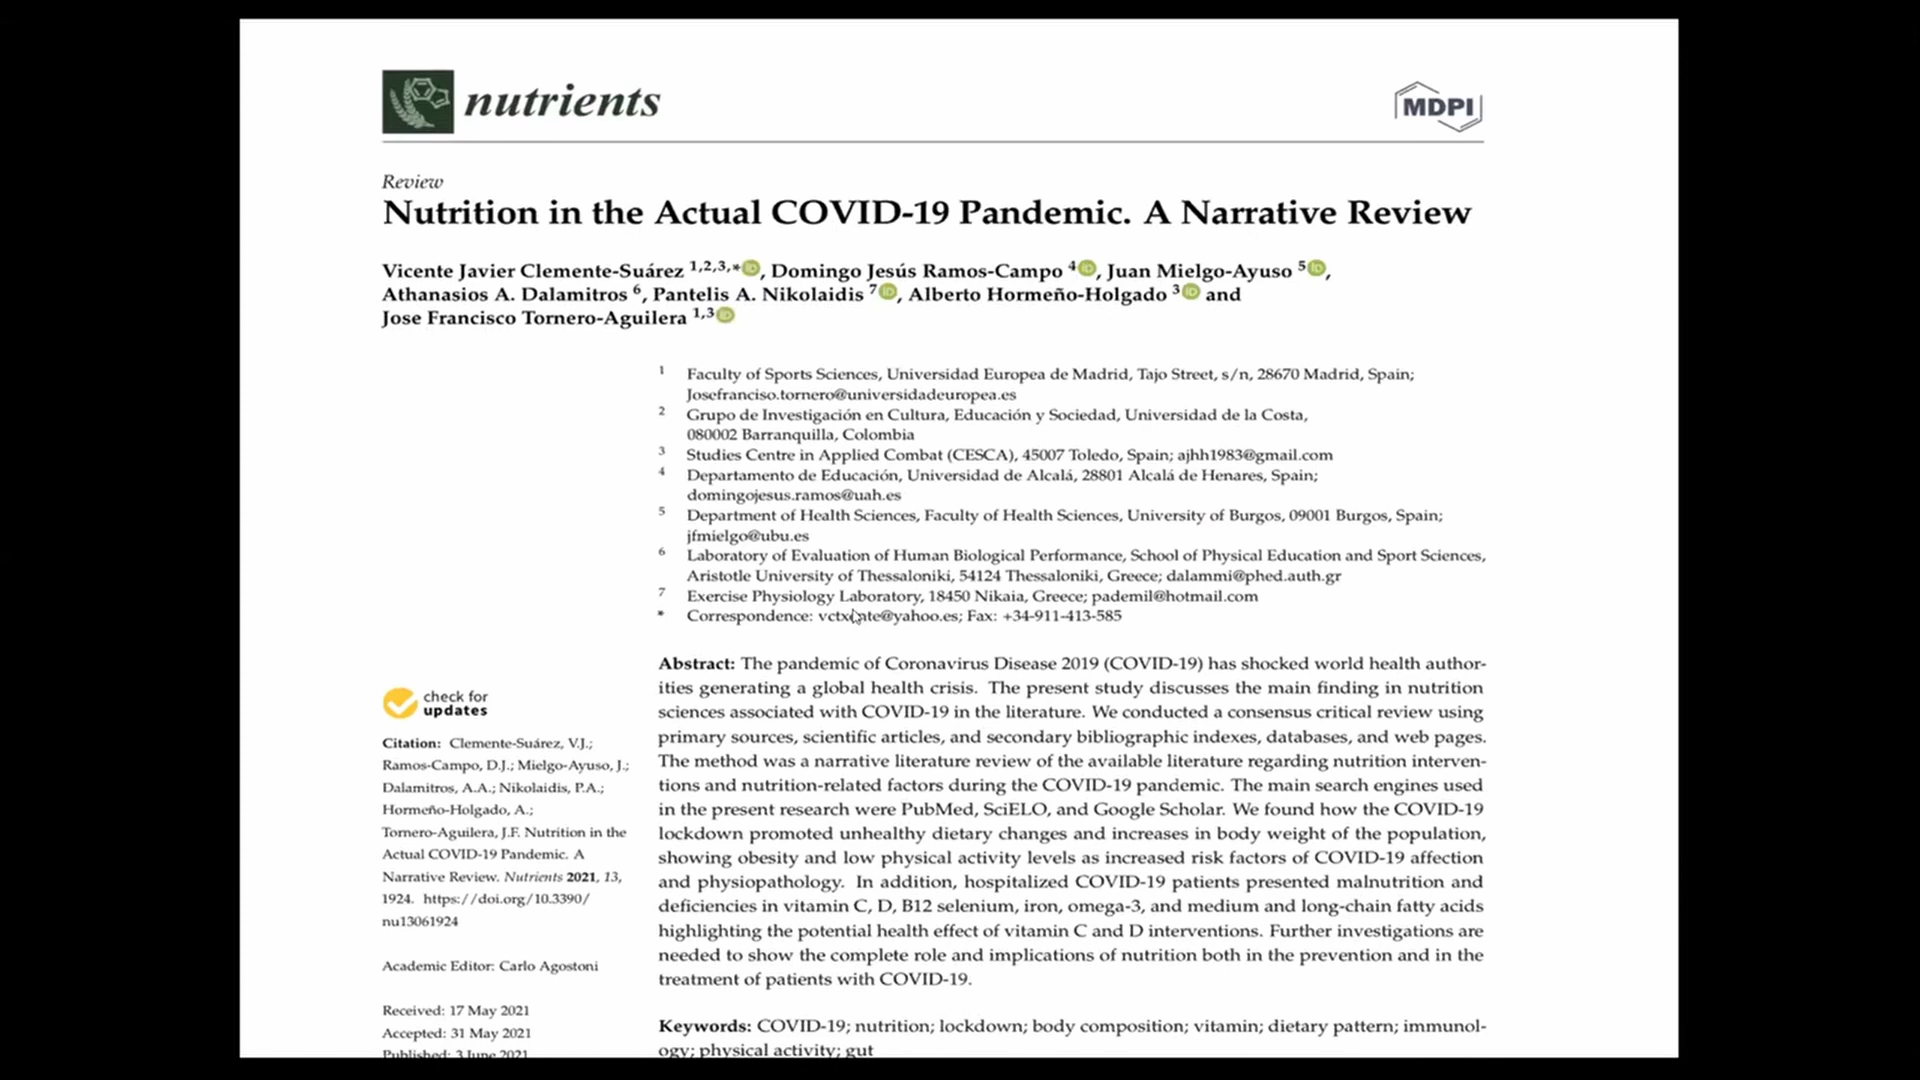 nutrients
MDPI
Review
Nutrition in the Actual COVID-19 Pandemic. A Narrative Review
Vicente Javier Clemente-Suárez 1,2,3,*, Domingo Jesús Ramos-Campo 4, Juan Mielgo-Ayuso 5,
Athanasios A. Dalamitros 6, Pantelis A. Nikolaidis 7, Alberto Hormeño-Holgado 3 and
Jose Francisco Tornero-Aguilera 1,3
1 Faculty of Sports Sciences, Universidad Europea de Madrid, Tajo Street, s/n, 28670 Madrid, Spain;
Josefranciso.tornero@universidadeuropea.es
2 Grupo de Investigación en Cultura, Educación y Sociedad, Universidad de la Costa,
080002 Barranquilla, Colombia
3 Studies Centre in Applied Combat (CESCA), 45007 Toledo, Spain; ajhh1983@gmail.com
4 Departamento de Educación, Universidad de Alcalá, 28801 Alcalá de Henares, Spain;
domingojesus.ramos@uah.es
5 Department of Health Sciences, Faculty of Health Sciences, University of Burgos, 09001 Burgos, Spain;
jfmielgo@ubu.es
6 Laboratory of Evaluation of Human Biological Performance, School of Physical Education and Sport Sciences,
Aristotle University of Thessaloniki, 54124 Thessaloniki, Greece; dalammi@phed.auth.gr
7 Exercise Physiology Laboratory, 18450 Nikaia, Greece; pademil@hotmail.com
* Correspondence: Fax: +34-911-413-585
Abstract: The pandemic of Coronavirus Disease 2019 (COVID-19) has shocked world health author-
ities generating a global health crisis. The present study discusses the main finding in nutrition
sciences associated with COVID-19 in the literature. We conducted a consensus critical review using
primary sources, scientific articles, and secondary bibliographic indexes, databases, and web pages.
The method was a narrative literature review of the available literature regarding nutrition interven-
tions and nutrition-related factors during the COVID-19 pandemic. The main search engines used
in the present research were PubMed, SciELO, and Google Scholar. We found how the COVID-19
lockdown promoted unhealthy dietary changes and increases in body weight of the population,
showing obesity and low physical activity levels as increased risk factors of COVID-19 affection
and physiopathology. In addition, hospitalized COVID-19 patients presented malnutrition and
deficiencies in vitamin C, D, B12 selenium, iron, omega-3, and medium and long-chain fatty acids
highlighting the potential health effect of vitamin C and D interventions. Further investigations are
needed to show the complete role and implications of nutrition both in the prevention and in the
treatment of patients with COVID-19.
Keywords: COVID-19; nutrition; lockdown; body composition; vitamin; dietary pattern; immunol-
ogy; physical activity; gut
check for
updates
Citation: Clemente-Suárez, V.J.;
Ramos-Campo, D.J.; Mielgo-Ayuso, J.;
Dalamitros, A.A.; Nikolaidis, P.A.;
Hormeño-Holgado, A.;
Tornero-Aguilera, J.F. Nutrition in the
Actual COVID-19 Pandemic. A
Narrative Review. Nutrients 2021, 13,
1924. https://doi.org/10.3390/
nu13061924
Academic Editor: Carlo Agostoni
Received: 17 May 2021
Accepted: 31 May 2021
Published: 3 June 2021